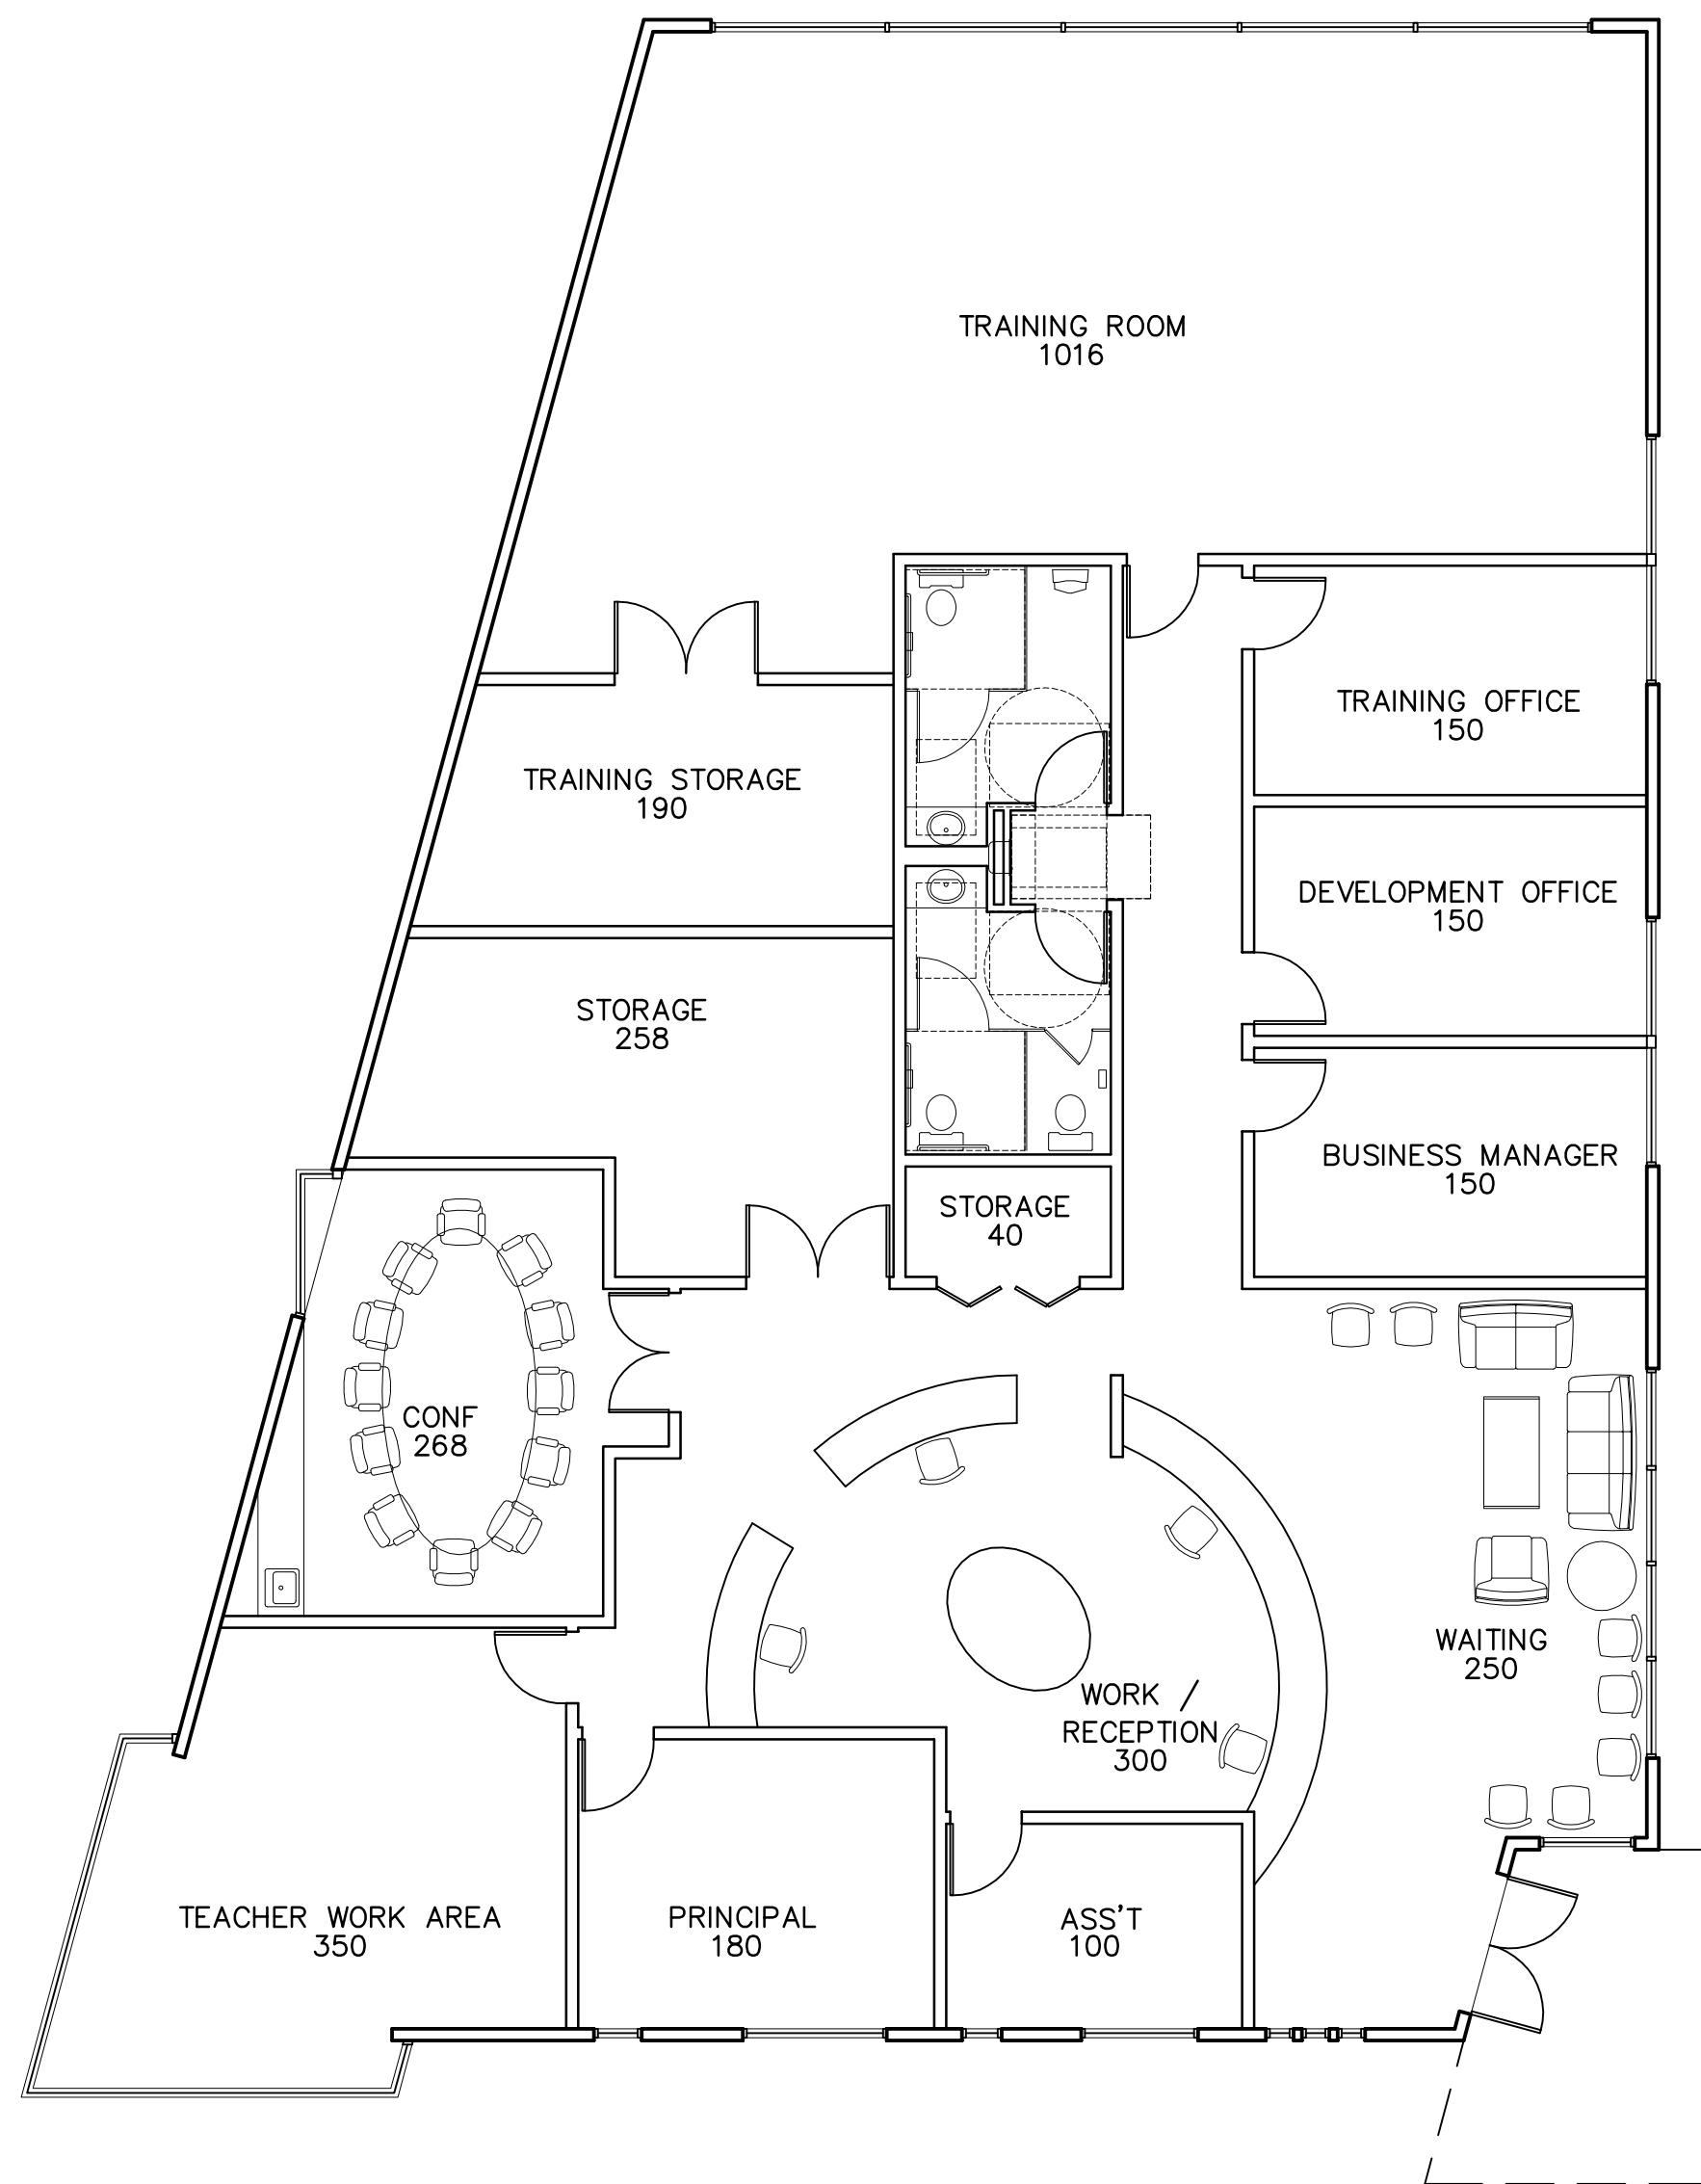 TRAINING ROOM
1016
TRAINING OFFICE
150
TRAINING STORAGE
190
DEVELOPMENT OFFICE
150
STORAGE
258
BUSINESS MANAGER
150
STORAGE
40
CONF
268
WAITING
250
WORK /
RECEPTION
300
TEACHER WORK AREA
350
PRINCIPAL
180
ASS'T
100